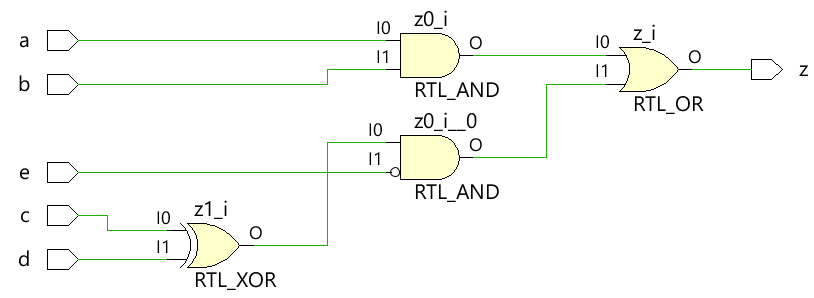 a
b
e
c
d
I0
I1
z0_i
O
RTL_AND
I0
I1
z0_i__0
O
RTL_AND
I0
I1
z1_i
O
RTL_XOR
I0
I1
z_i
O
RTL_OR
z